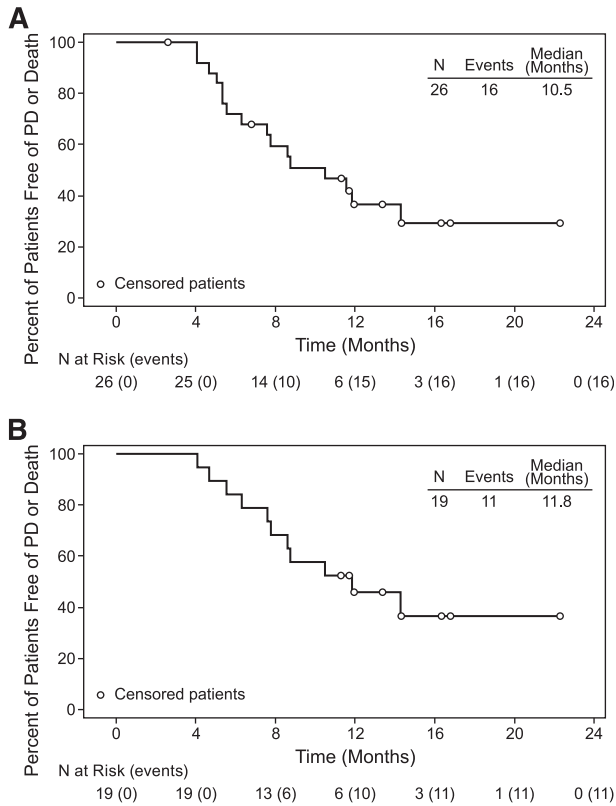 A
Percent of Patients Free of PD or Death
100
80
60
40
20
0
N Events Median (Months)
26 16 10.5
Censored patients
0 4 8 12 16 20 24
Time (Months)
N at Risk (events)
26 (0) 25 (0) 14 (10) 6 (15) 3 (16) 1 (16) 0 (16)
B
Percent of Patients Free of PD or Death
100
80
60
40
20
0
N Events Median (Months)
19 11 11.8
Censored patients
0 4 8 12 16 20 24
Time (Months)
N at Risk (events)
19 (0) 19 (0) 13 (6) 6 (10) 3 (11) 1 (11) 0 (11)